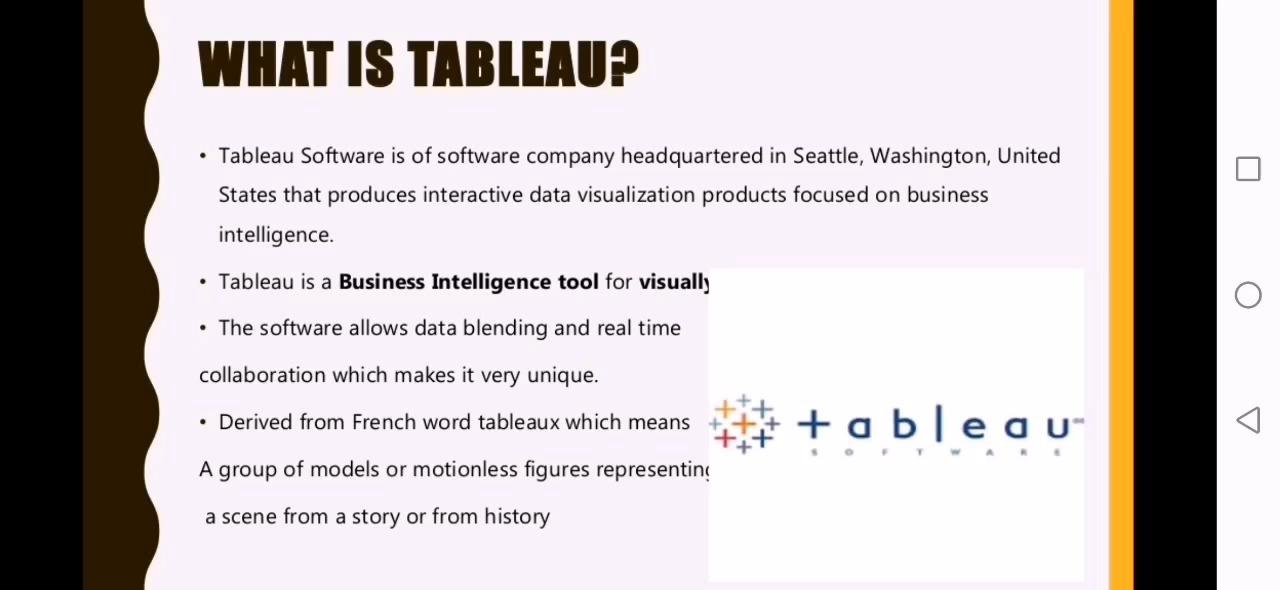 WHAT IS TABLEAU?
• Tableau Software is of software company headquartered in Seattle, Washington, United
States that produces interactive data visualization products focused on business
intelligence.
• Tableau is a Business Intelligence tool for visually
• The software allows data blending and real time
collaboration which makes it very unique.
• Derived from French word tableaux which means
A group of models or motionless figures representing
a scene from a story or from history
+ a b l e a u
S O F T W A R E